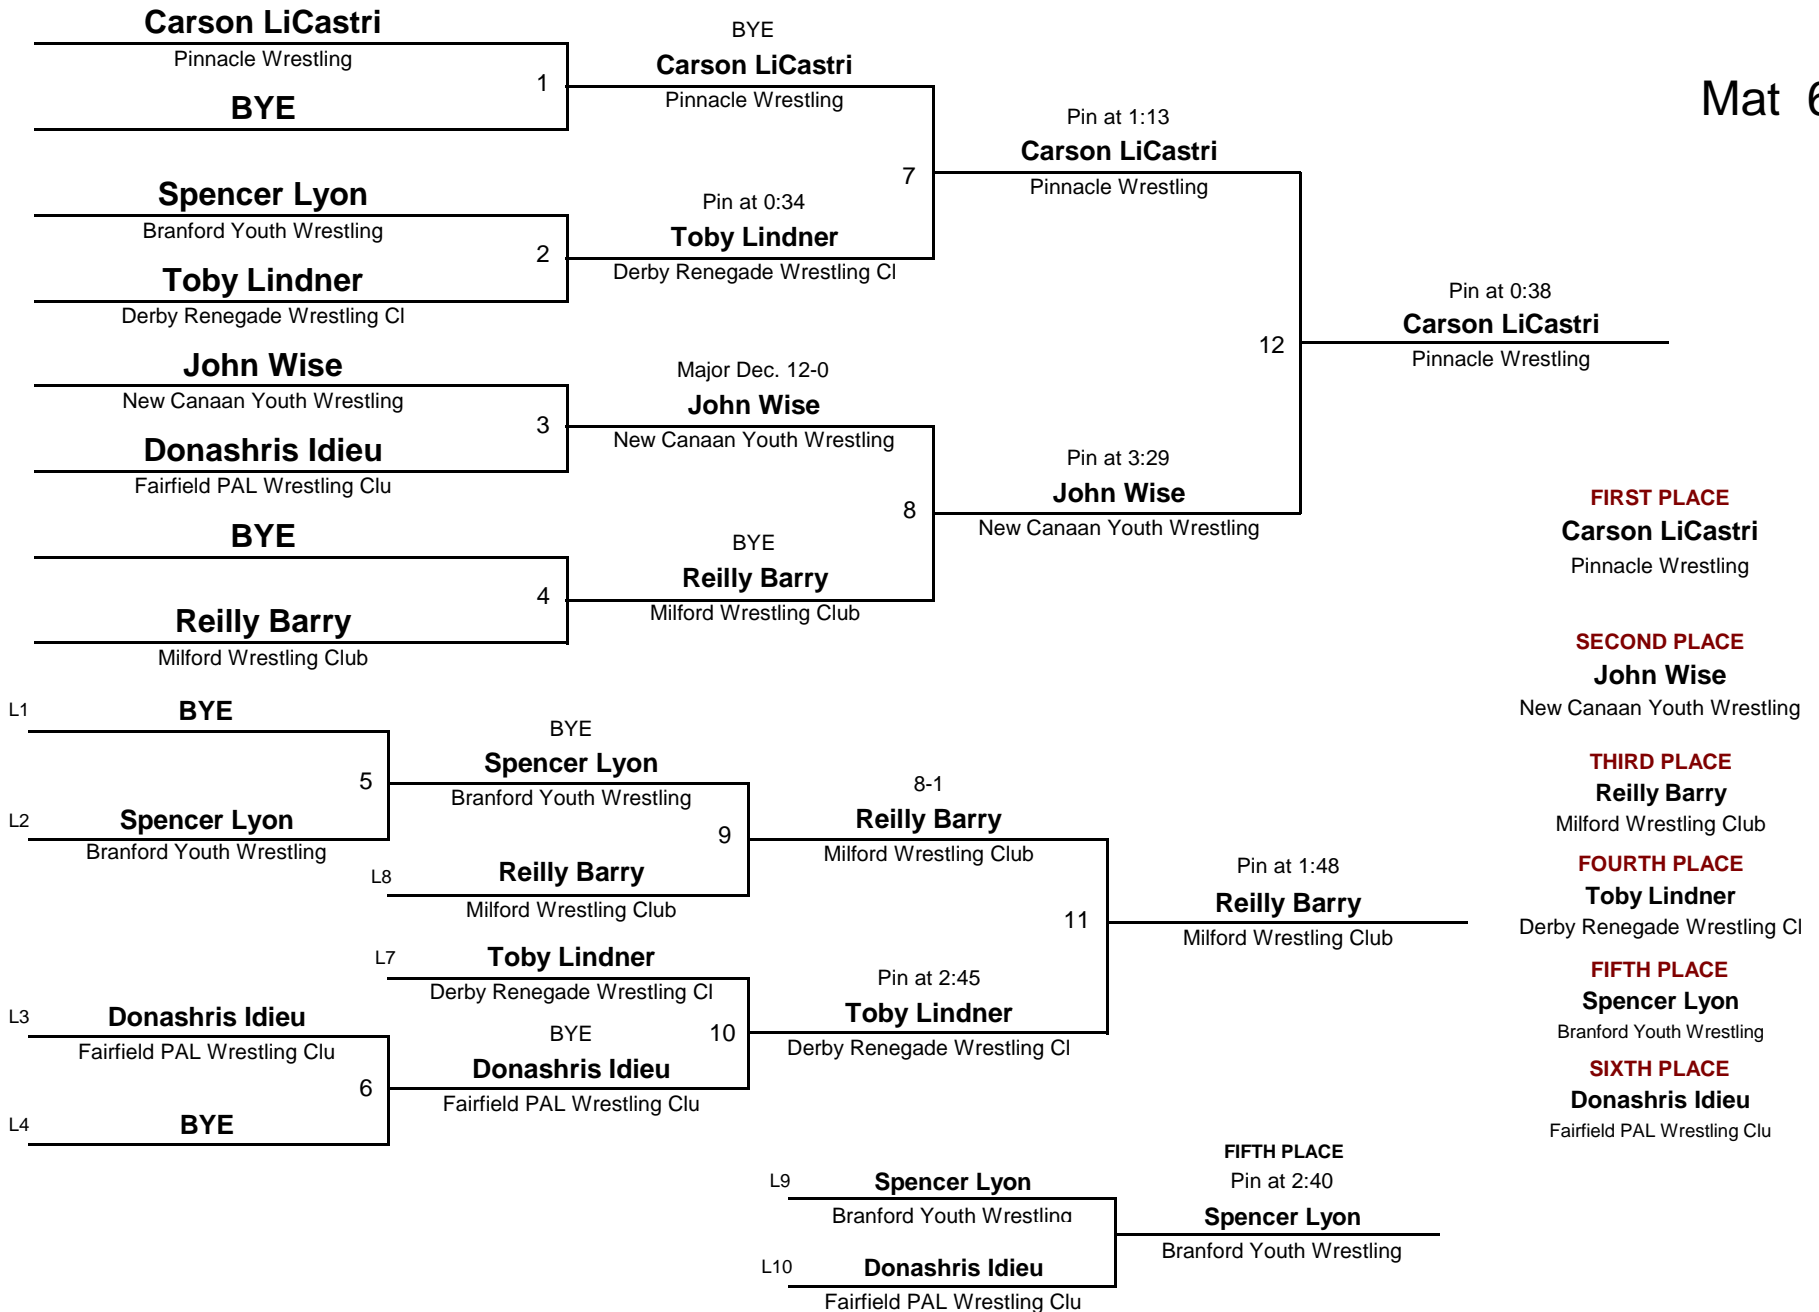 Carson LiCastri
Pinnacle Wrestling
1
BYE
BYE
Carson LiCastri
Pinnacle Wrestling
Mat 6
Pin at 1:13
Carson LiCastri
Pinnacle Wrestling
7
Spencer Lyon
Branford Youth Wrestling
2
Toby Lindner
Derby Renegade Wrestling Cl
Pin at 0:34
Toby Lindner
Derby Renegade Wrestling Cl
Pin at 0:38
Carson LiCastri
Pinnacle Wrestling
12
John Wise
New Canaan Youth Wrestling
3
Donashris Idieu
Fairfield PAL Wrestling Clu
Major Dec. 12-0
John Wise
New Canaan Youth Wrestling
Pin at 3:29
John Wise
New Canaan Youth Wrestling
8
BYE
4
Reilly Barry
Milford Wrestling Club
BYE
Reilly Barry
Milford Wrestling Club
FIRST PLACE
Carson LiCastri
Pinnacle Wrestling
SECOND PLACE
John Wise
New Canaan Youth Wrestling
THIRD PLACE
Reilly Barry
Milford Wrestling Club
FOURTH PLACE
Toby Lindner
Derby Renegade Wrestling Cl
FIFTH PLACE
Spencer Lyon
Branford Youth Wrestling
SIXTH PLACE
Donashris Idieu
Fairfield PAL Wrestling Clu
L1
BYE
5
L2
Spencer Lyon
Branford Youth Wrestling
BYE
Spencer Lyon
Branford Youth Wrestling
9
L8
Reilly Barry
Milford Wrestling Club
8-1
Reilly Barry
Milford Wrestling Club
11
Pin at 1:48
Reilly Barry
Milford Wrestling Club
L7
Toby Lindner
Derby Renegade Wrestling Cl
10
Pin at 2:45
Toby Lindner
Derby Renegade Wrestling Cl
L3
Donashris Idieu
Fairfield PAL Wrestling Clu
6
L4
BYE
BYE
Donashris Idieu
Fairfield PAL Wrestling Clu
L9
Spencer Lyon
Branford Youth Wrestling
L10
Donashris Idieu
Fairfield PAL Wrestling Clu
FIFTH PLACE
Pin at 2:40
Spencer Lyon
Branford Youth Wrestling